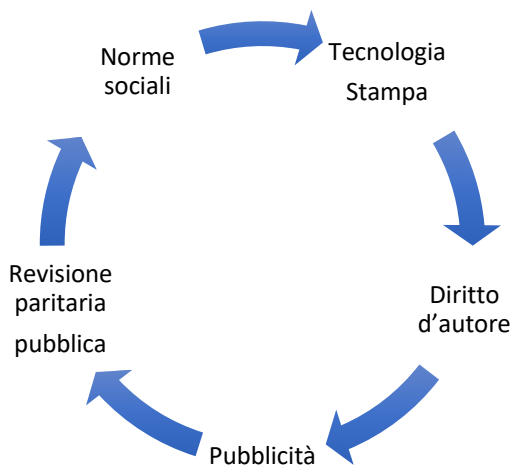 Norme
sociali
Tecnologia
Stampa
Diritto
d'autore
Pubblicità
Revisione
paritaria
pubblica